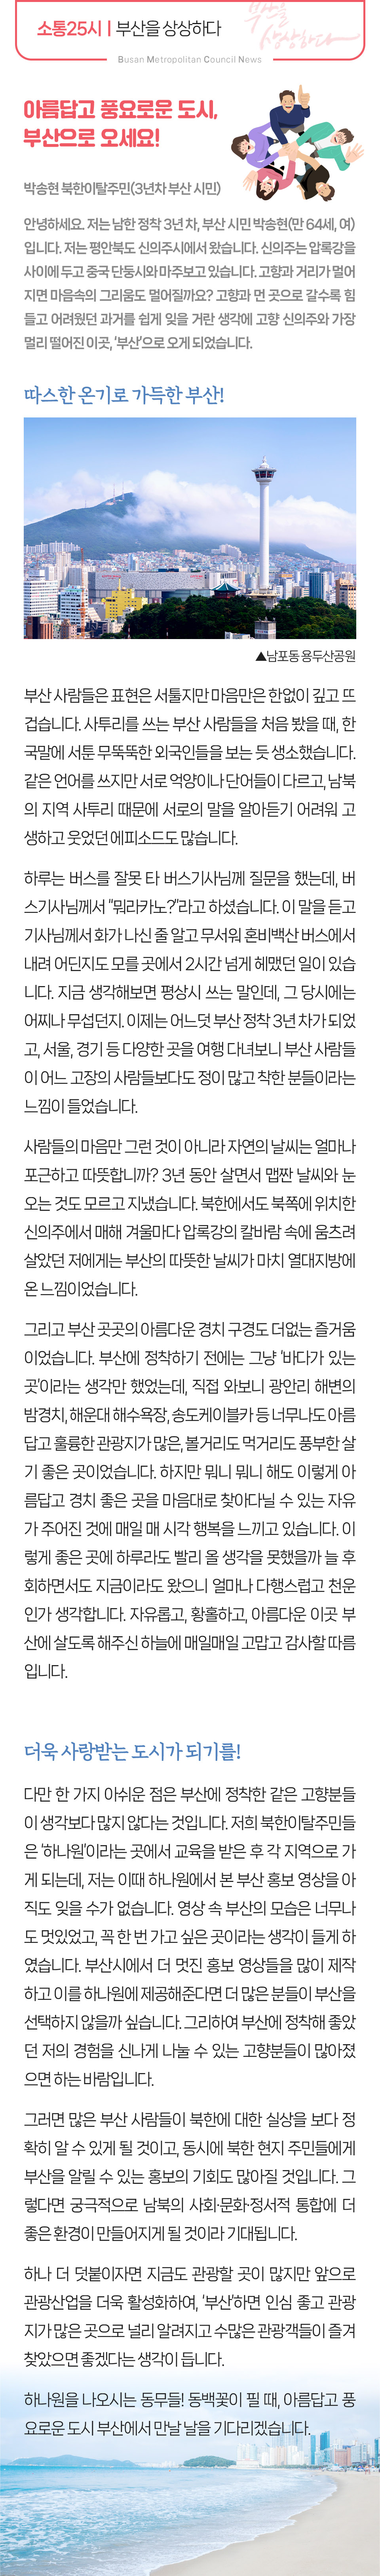 소통25시 | 부산을 상상하다
부산을
상상하다
Busan Metropolitan Council News
아름답고 풍요로운 도시,
부산으로 오세요!
박송현 북한이탈주민(3년차 부산 시민)
안녕하세요. 저는 남한 정착 3년 차, 부산 시민 박송현(만 64세, 여)
입니다. 저는 평안북도 신의주시에서 왔습니다. 신의주는 압록강을
사이에 두고 중국 단둥시와 마주보고 있습니다. 고향과 거리가 멀어
지면 마음속의 그리움도 멀어질까요? 고향과 먼 곳으로 갈수록 힘
들고 어려웠던 과거를 쉽게 잊을 거란 생각에 고향 신의주와 가장
멀리 떨어진 이곳, ‘부산’으로 오게 되었습니다.
따스한 온기로 가득한 부산!
▲남포동 용두산공원
부산 사람들은 표현은 서툴지만 마음만은 한없이 깊고 뜨
겁습니다. 사투리를 쓰는 부산 사람들을 처음 봤을 때, 한
국말에 서툰 무뚝뚝한 외국인들을 보는 듯 생소했습니다.
같은 언어를 쓰지만 서로 억양이나 단어들이 다르고, 남북
의 지역 사투리 때문에 서로의 말을 알아듣기 어려워 고
생하고 웃었던 에피소드도 많습니다.
하루는 버스를 잘못 타 버스기사님께 질문을 했는데, 버
스기사님께서 “뭐라카노?”라고 하셨습니다. 이 말을 듣고
기사님께서 화가 나신 줄 알고 무서워 혼비백산 버스에서
내려 어딘지도 모를 곳에서 2시간 넘게 헤맸던 일이 있습
니다. 지금 생각해보면 평상시 쓰는 말인데, 그 당시에는
어찌나 무섭던지. 이제는 어느덧 부산 정착 3년 차가 되었
고, 서울, 경기 등 다양한 곳을 여행 다녀보니 부산 사람들
이 어느 고장의 사람들보다도 정이 많고 착한 분들이라는
느낌이 들었습니다.
사람들의 마음만 그런 것이 아니라 자연의 날씨는 얼마나
포근하고 따뜻합니까? 3년 동안 살면서 맵짠 날씨와 눈
오는 것도 모르고 지냈습니다. 북한에서도 북쪽에 위치한
신의주에서 매해 겨울마다 압록강의 칼바람 속에 움츠려
살았던 저에게는 부산의 따뜻한 날씨가 마치 열대지방에
온 느낌이었습니다.
그리고 부산 곳곳의 아름다운 경치 구경도 더없는 즐거움
이었습니다. 부산에 정착하기 전에는 그냥 ‘바다가 있는
곳’이라는 생각만 했었는데, 직접 와보니 광안리 해변의
밤경치, 해운대 해수욕장, 송도케이블카 등 너무나도 아름
답고 훌륭한 관광지가 많은, 볼거리도 먹거리도 풍부한 살
기 좋은 곳이었습니다. 하지만 뭐니 뭐니 해도 이렇게 아
름답고 경치 좋은 곳을 마음대로 찾아다닐 수 있는 자유
가 주어진 것에 매일 매 시각 행복을 느끼고 있습니다. 이
렇게 좋은 곳에 하루라도 빨리 올 생각을 못했을까 늘 후
회하면서도 지금이라도 왔으니 얼마나 다행스럽고 천운
인가 생각합니다. 자유롭고, 황홀하고, 아름다운 이곳 부
산에 살도록 해주신 하늘에 매일매일 고맙고 감사할 따름
입니다.
더욱 사랑받는 도시가 되기를!
다만 한 가지 아쉬운 점은 부산에 정착한 같은 고향분들
이 생각보다 많지 않다는 것입니다. 저희 북한이탈주민들
은 ‘하나원’이라는 곳에서 교육을 받은 후 각 지역으로 가
게 되는데, 저는 이때 하나원에서 본 부산 홍보 영상을 아
직도 잊을 수가 없습니다. 영상 속 부산의 모습은 너무나
도 멋있었고, 꼭 한 번 가고 싶은 곳이라는 생각이 들게 하
였습니다. 부산시에서 더 멋진 홍보 영상들을 많이 제작
하고 이를 하나원에 제공해준다면 더 많은 분들이 부산을
선택하지 않을까 싶습니다. 그리하여 부산에 정착해 좋았
던 저의 경험을 신나게 나눌 수 있는 고향분들이 많아졌
으면 하는 바람입니다.
그러면 많은 부산 사람들이 북한에 대한 실상을 보다 정
확히 알 수 있게 될 것이고, 동시에 북한 현지 주민들에게
부산을 알릴 수 있는 홍보의 기회도 많아질 것입니다. 그
렇다면 궁극적으로 남북의 사회·문화·정서적 통합에 더
좋은 환경이 만들어지게 될 것이라 기대됩니다.
하나 더 덧붙이자면 지금도 관광할 곳이 많지만 앞으로
관광산업을 더욱 활성화하여, ‘부산’하면 인심 좋고 관광
지가 많은 곳으로 널리 알려지고 수많은 관광객들이 즐겨
찾았으면 좋겠다는 생각이 듭니다.
하나원을 나오시는 동무들! 동백꽃이 필 때, 아름답고 풍
요로운 도시 부산에서 만날 날을 기다리겠습니다.